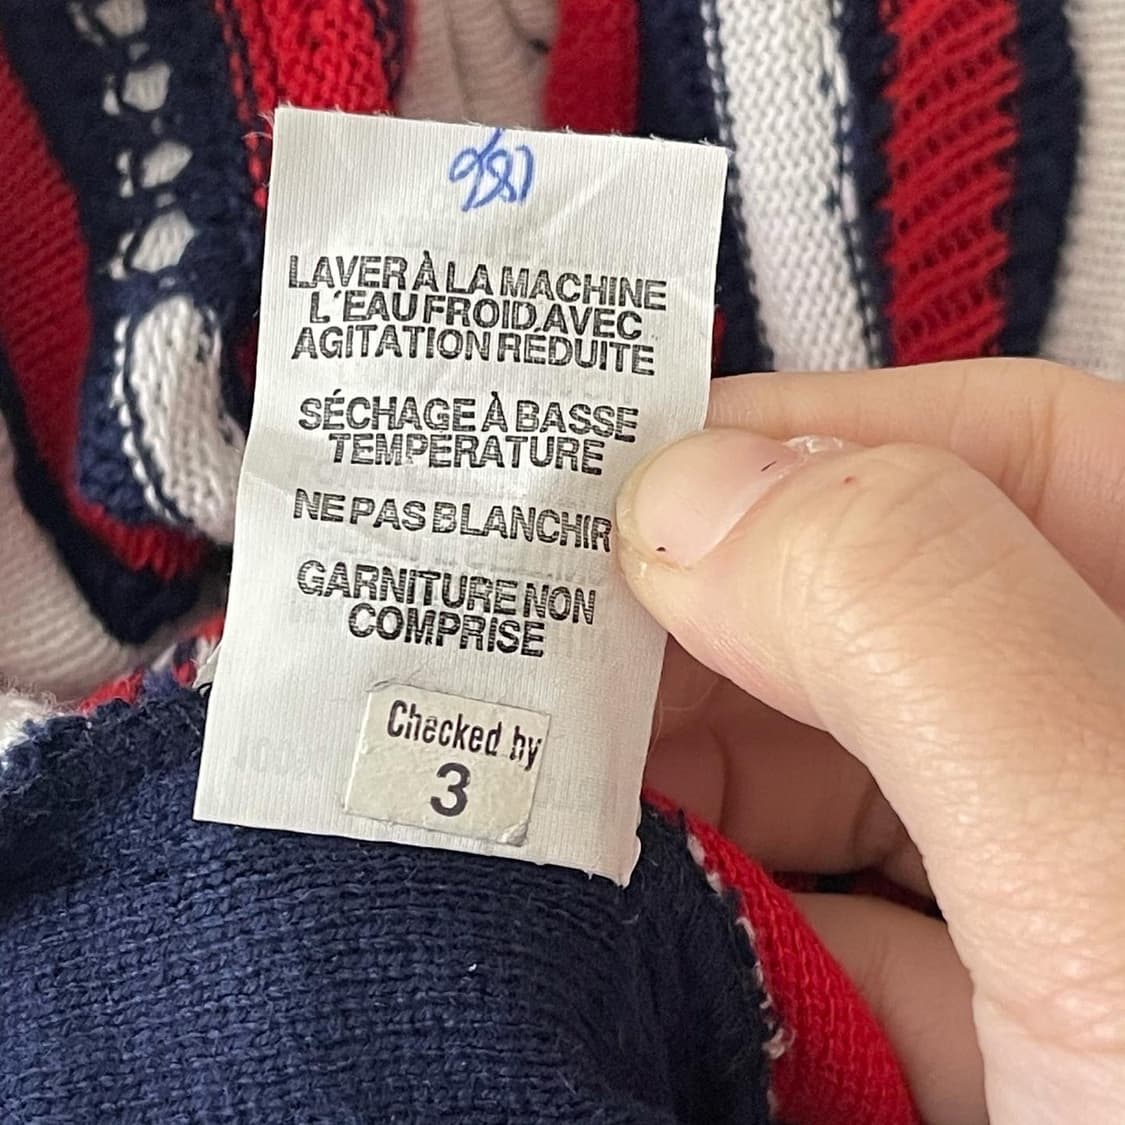 LAVER À LA MACHINE
L'EAU FROID, AVEC
AGITATION REDUITE
SÉCHAGE À BASSE
TEMPERATURE
NE PAS BLANCHIR
GARNITURE NON
COMPRISE
Checked by
3